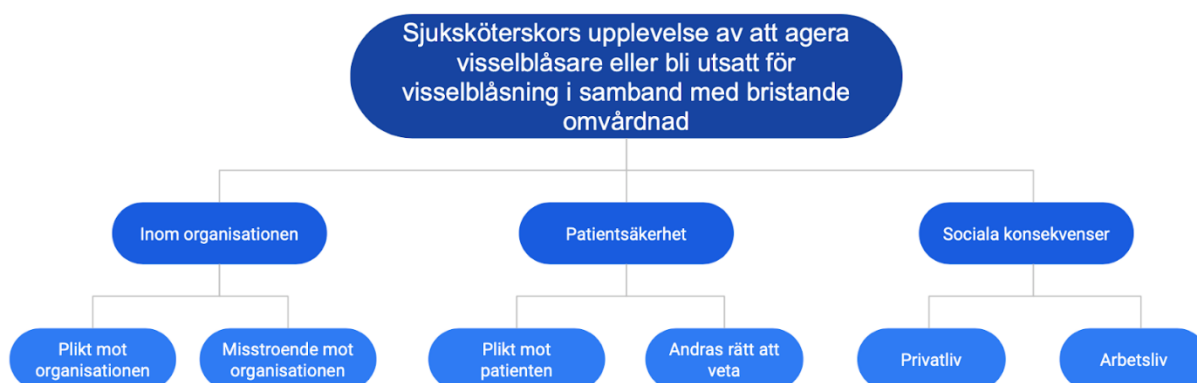 Sjuksköterskors upplevelse av att agera
visselblåsare eller bli utsatt för
visselblåsning i samband med bristande
omvårdnad
Inom organisationen
Patientsäkerhet
Sociala konsekvenser
Plikt mot
organisationen
Misstroende mot
organisationen
Plikt mot
patienten
Andras rätt att
veta
Privatliv
Arbetsliv